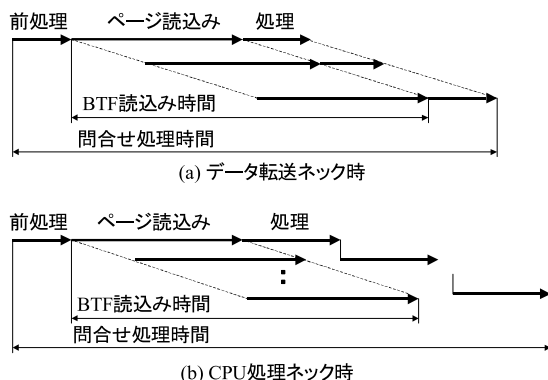 前処理 ページ読込み 処理
BTF読込み時間
問合せ処理時間
(a) データ転送ネック時
前処理 ページ読込み 処理
BTF読込み時間
問合せ処理時間
(b) CPU処理ネック時